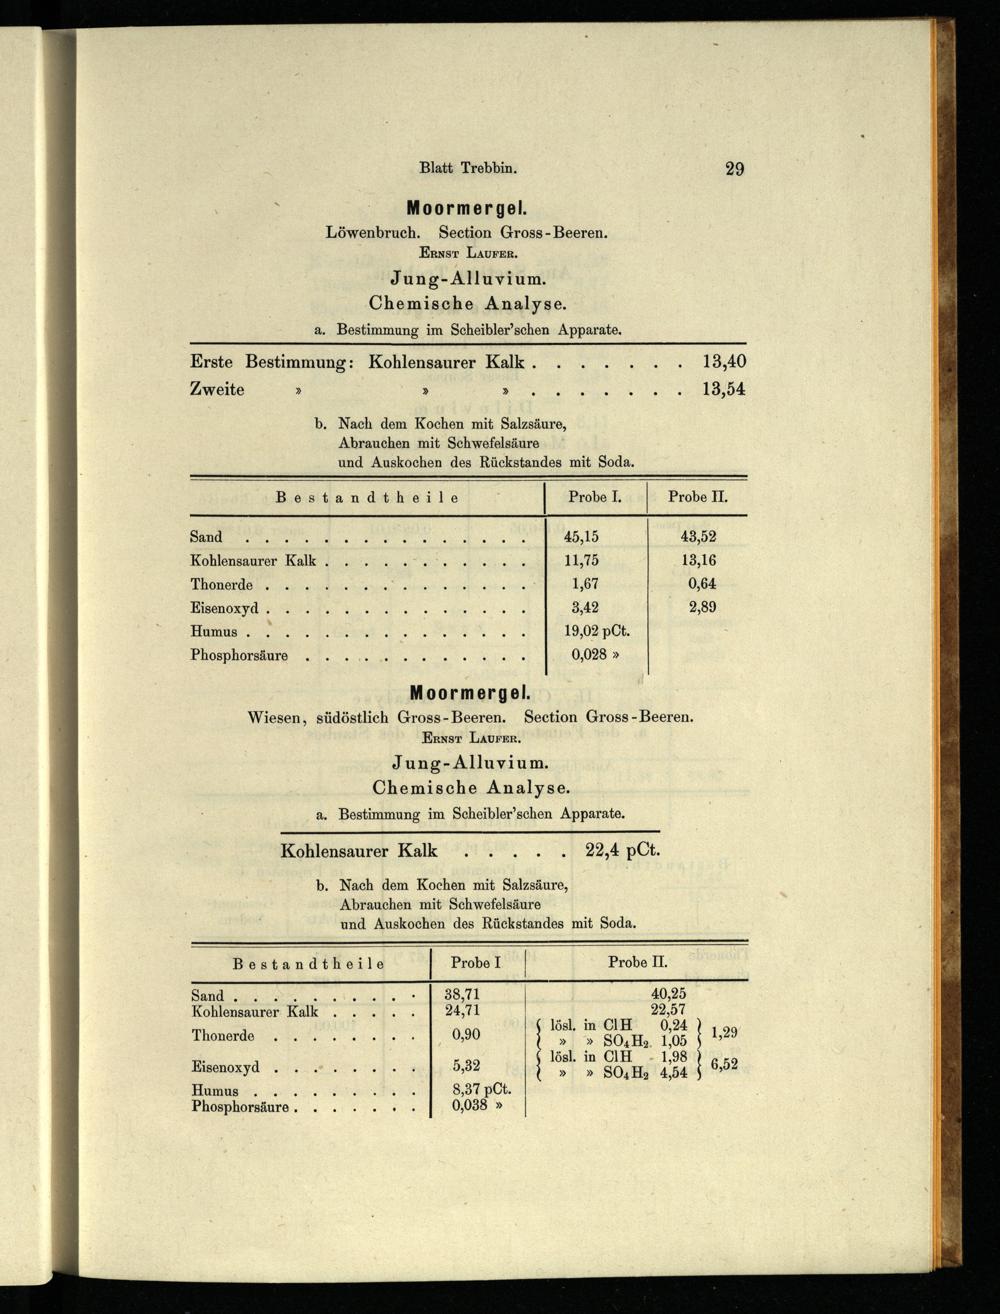 Blatt Trebbin. 29
Moormergel.
Löwenbruch. Section Gross-Beeren.
Ernst Laufer.
Jung-Alluvium.
Chemische Analyse.
a. Bestimmung im Scheibler'schen Apparate.
Erste Bestimmung: Kohlensaurer Kalk . . . . . . . 13,40
Zweite » » » . . . . . . . 13,54
b. Nach dem Kochen mit Salzsäure,
Abrauchen mit Schwefelsäure
und Auskochen des Rückstandes mit Soda.
Bestandtheile Probe I. Probe II.
Sand . . . . . . . . . . . . . . . 45,15 43,52
Kohlensaurer Kalk . . . . . . . . . . . 11,75 13,16
Thonerde . . . . . . . . . . . . . . 1,67 0,64
Eisenoxyd . . . . . . . . . . . . . . 3,42 2,89
Humus . . . . . . . . . . . . . . . 19,02 pCt.
Phosphorsäure . . . . . . . . . . . . 0,028 »
Moormergel.
Wiesen, südöstlich Gross-Beeren. Section Gross-Beeren.
Ernst Laufer.
Jung-Alluvium.
Chemische Analyse.
a. Bestimmung im Scheibler'schen Apparate.
Kohlensaurer Kalk . . . . . 22,4 pCt.
b. Nach dem Kochen mit Salzsäure,
Abrauchen mit Schwefelsäure
und Auskochen des Rückstandes mit Soda.
Bestandtheile Probe I Probe II.
Sand . . . . . . . . . . 38,71 40,25
Kohlensaurer Kalk . . . . . 24,71 22,57
Thonerde . . . . . . . . 0,90 { lösl. in ClH 0,24 } 1,29
» » SO₄H₂ 1,05
Eisenoxyd . . . . . . . . 5,32 { lösl. in ClH 1,98 } 6,52
» » SO₄H₂ 4,54
Humus . . . . . . . . . 8,37 pCt.
Phosphorsäure . . . . . . . 0,038 »